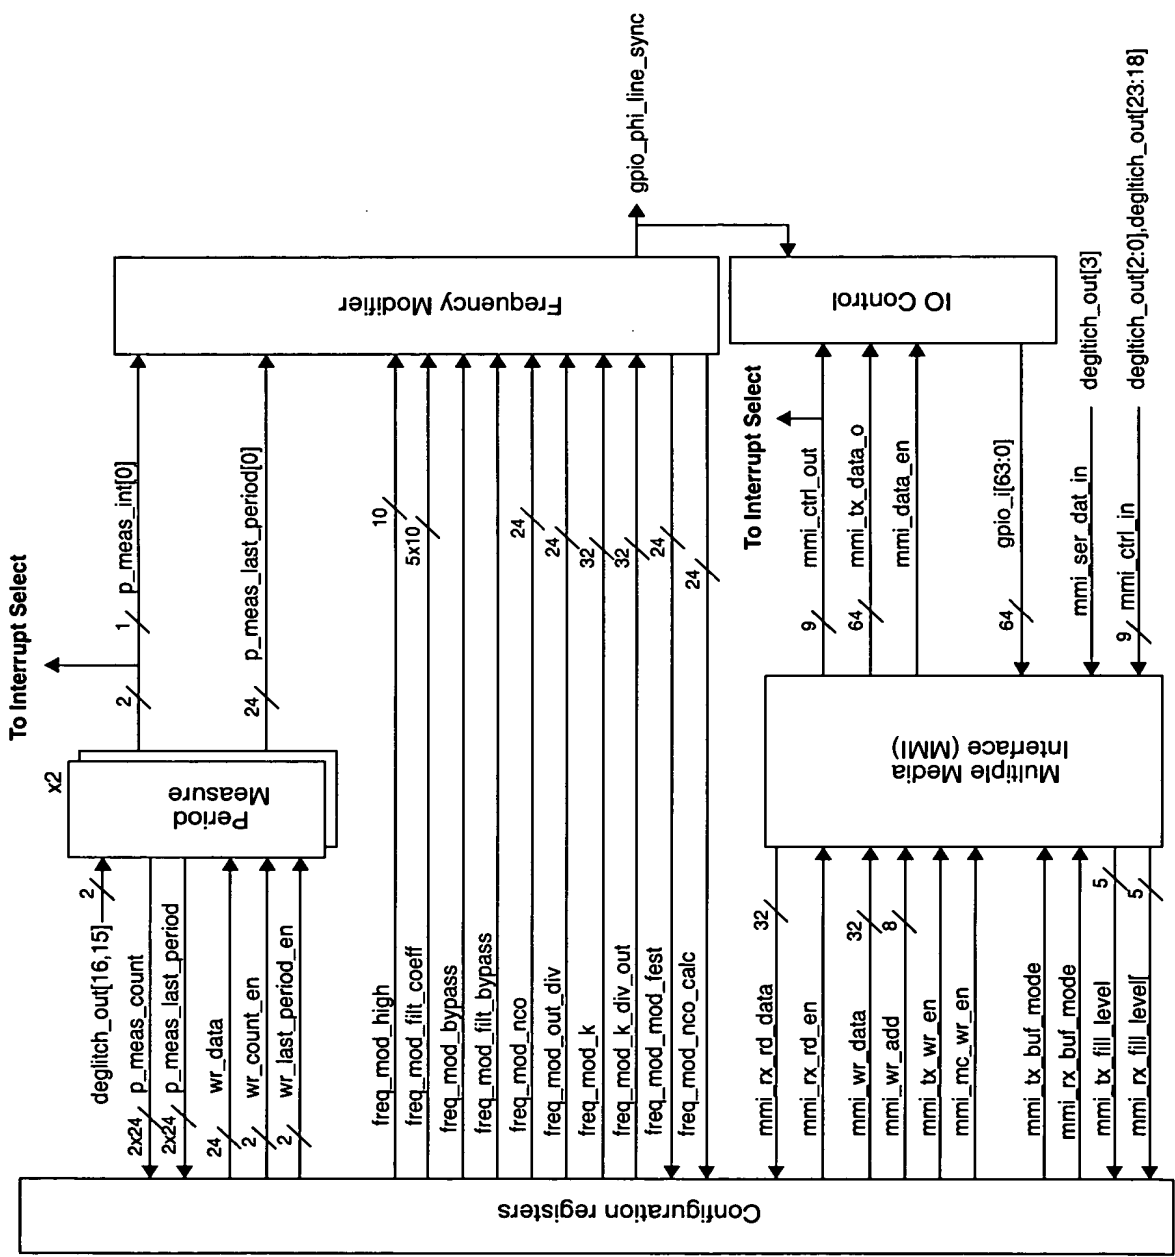 To Interrupt Select
x2
Period
Measure
2
1
p_meas_int[0]
24
p_meas_last_period[0]
deglitch_out[16,15]
2
2x24
p_meas_count
2x24
p_meas_last_period
24
wr_data
2
wr_count_en
2
wr_last_period_en
Frequency Modifier
gpio_phi_line_sync
freq_mod_high
10
freq_mod_filt_coeff
5x10
freq_mod_bypass
freq_mod_filt_bypass
freq_mod_nco
24
freq_mod_out_div
24
freq_mod_k
32
freq_mod_k_div_out
32
freq_mod_mod_fest
24
freq_mod_nco_calc
24
To Interrupt Select
IO Control
9
mmi_ctrl_out
64
mmi_tx_data_o
mmi_data_en
64
gpio_i[63:0]
mmi_ser_dat_in
degltich_out[3]
9
mmi_ctrl_in
degltich_out[2:0],degltich_out[23:18]
Multiple Media
Interface (MMI)
mmi_rx_rd_data
32
mmi_rx_rd_en
mmi_wr_data
32
mmi_wr_add
8
mmi_tx_wr_en
mmi_mc_wr_en
mmi_tx_buf_mode
mmi_rx_buf_mode
mmi_tx_fill_level
5
mmi_rx_fill_level[
5
Configuration registers